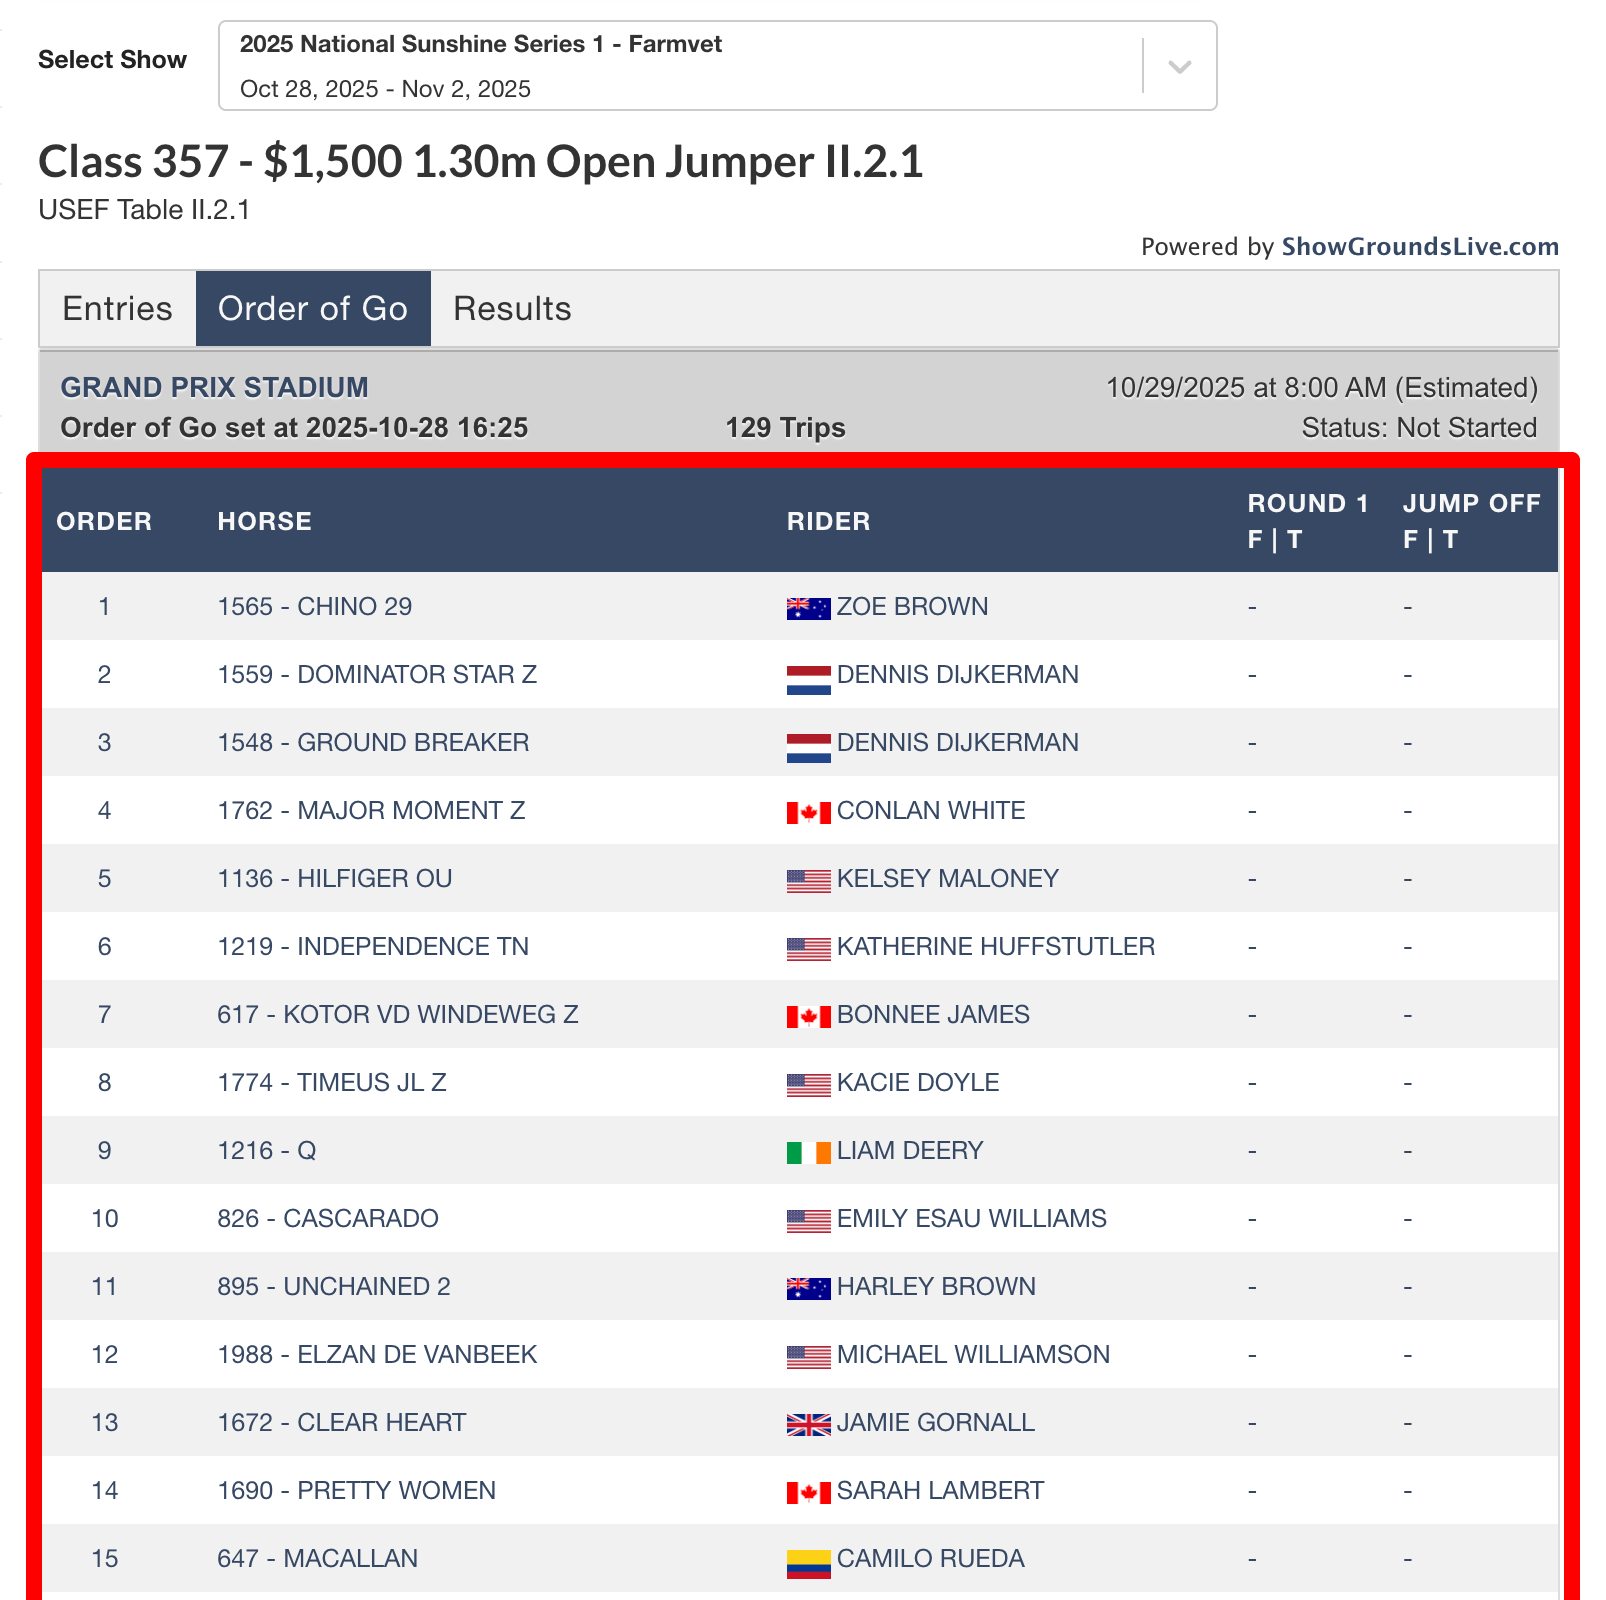 Select Show
2025 National Sunshine Series 1 - Farmvet
Oct 28, 2025 - Nov 2, 2025
Class 357 - $1,500 1.30m Open Jumper II.2.1
USEF Table II.2.1
Powered by ShowGroundsLive.com
Entries Order of Go Results
GRAND PRIX STADIUM 10/29/2025 at 8:00 AM (Estimated)
Order of Go set at 2025-10-28 16:25 129 Trips Status: Not Started
ORDER HORSE RIDER ROUND 1 F | T JUMP OFF F | T
1 1565 - CHINO 29 ZOE BROWN - -
2 1559 - DOMINATOR STAR Z DENNIS DIJKERMAN - -
3 1548 - GROUND BREAKER DENNIS DIJKERMAN - -
4 1762 - MAJOR MOMENT Z CONLAN WHITE - -
5 1136 - HILFIGER OU KELSEY MALONEY - -
6 1219 - INDEPENDENCE TN KATHERINE HUFFSTUTLER - -
7 617 - KOTOR VD WINDEWEG Z BONNEE JAMES - -
8 1774 - TIMEUS JL Z KACIE DOYLE - -
9 1216 - Q LIAM DEERY - -
10 826 - CASCARADO EMILY ESAU WILLIAMS - -
11 895 - UNCHAINED 2 HARLEY BROWN - -
12 1988 - ELZAN DE VANBEEK MICHAEL WILLIAMSON - -
13 1672 - CLEAR HEART JAMIE GORNALL - -
14 1690 - PRETTY WOMEN SARAH LAMBERT - -
15 647 - MACALLAN CAMILO RUEDA - -